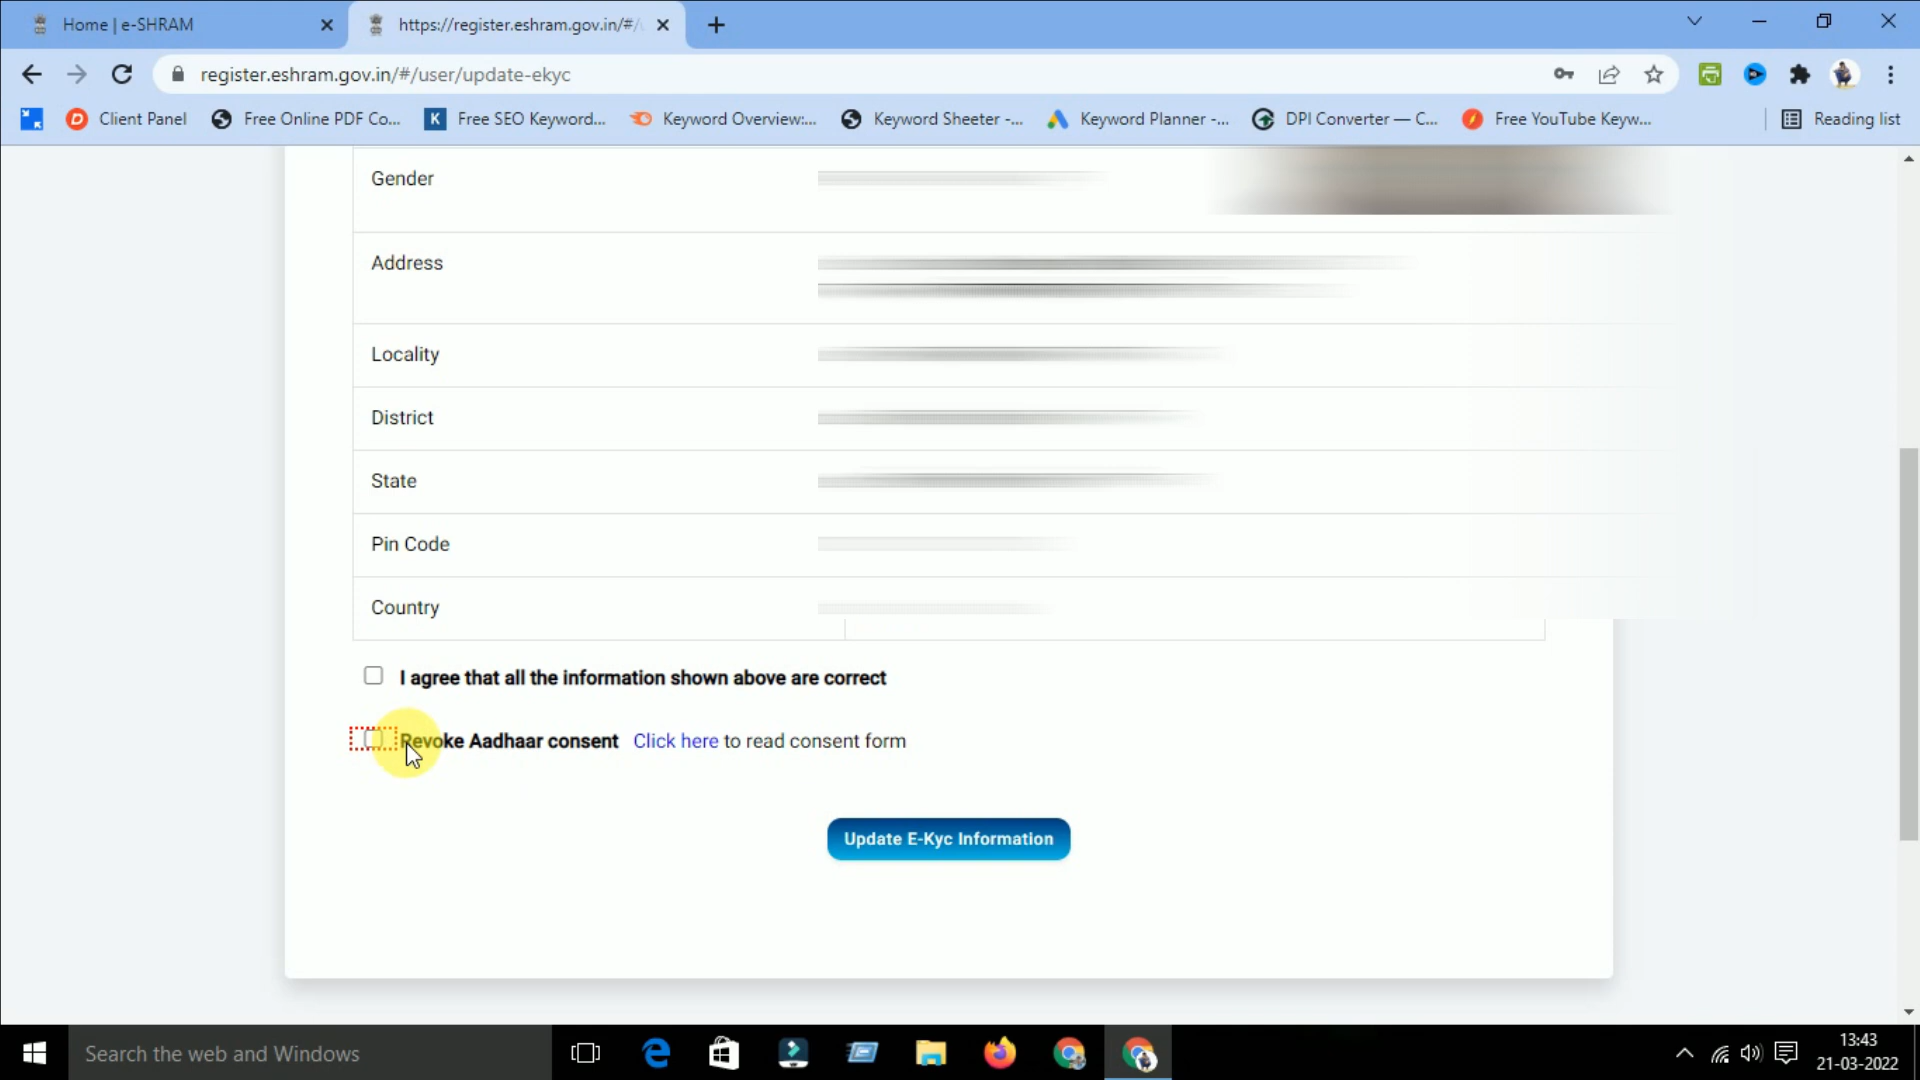 Home | e-SHRAM
https://register.eshram.gov.in/#/
register.eshram.gov.in/#/user/update-ekyc
Client Panel
Free Online PDF Co...
Free SEO Keyword...
Keyword Overview:...
Keyword Sheeter -...
Keyword Planner -...
DPI Converter — C...
Free YouTube Keyw...
Reading list
Gender
Address
Locality
District
State
Pin Code
Country
I agree that all the information shown above are correct
Revoke Aadhaar consent Click here to read consent form
Update E-Kyc Information
Search the web and Windows
13:43
21-03-2022